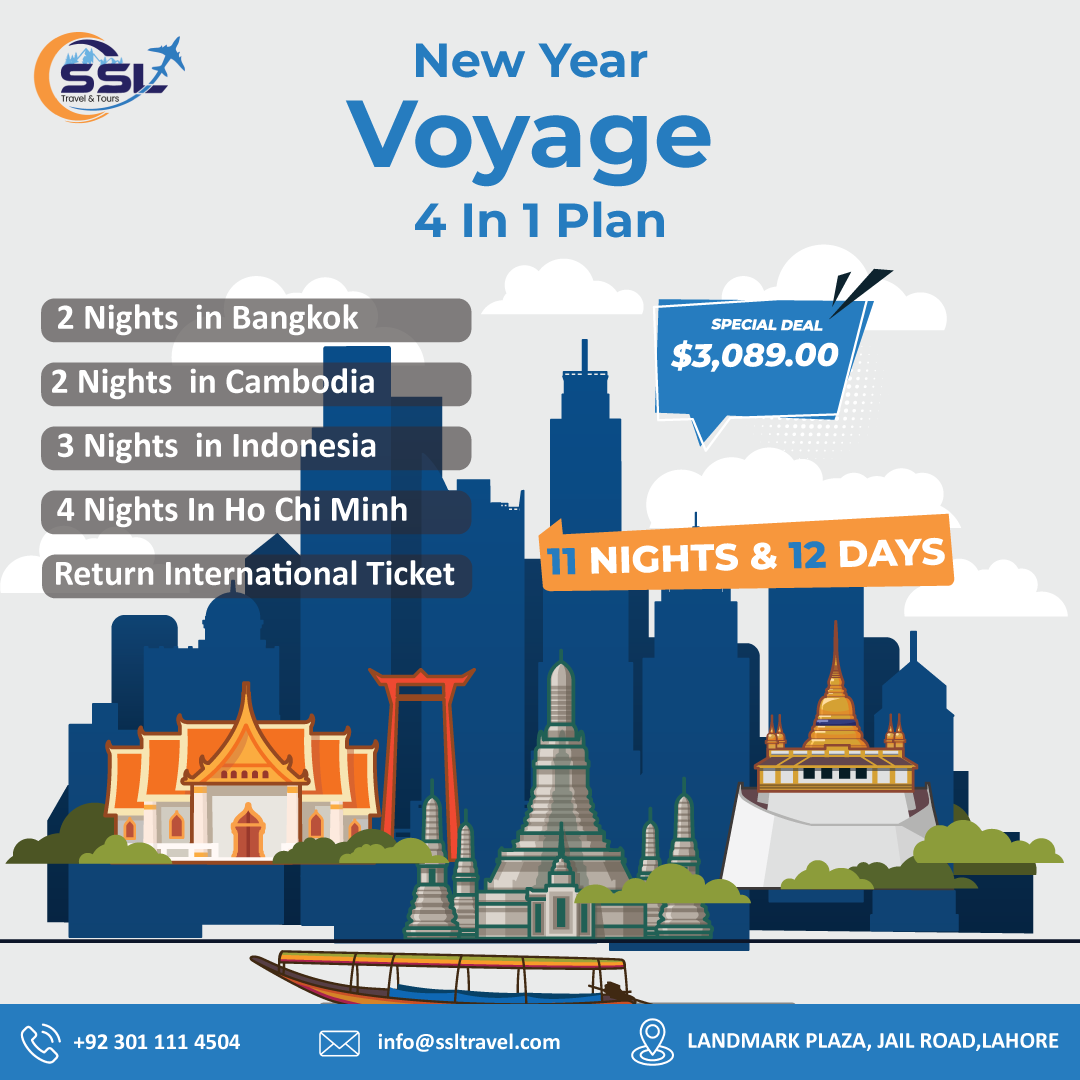 SSL
Travel & Tours
New Year
Voyage
4 In 1 Plan
2 Nights in Bangkok
2 Nights in Cambodia
3 Nights in Indonesia
4 Nights In Ho Chi Minh
Return International Ticket
SPECIAL DEAL
$3,089.00
11 NIGHTS & 12 DAYS
+92 301 111 4504
info@ssltravel.com
LANDMARK PLAZA, JAIL ROAD,LAHORE